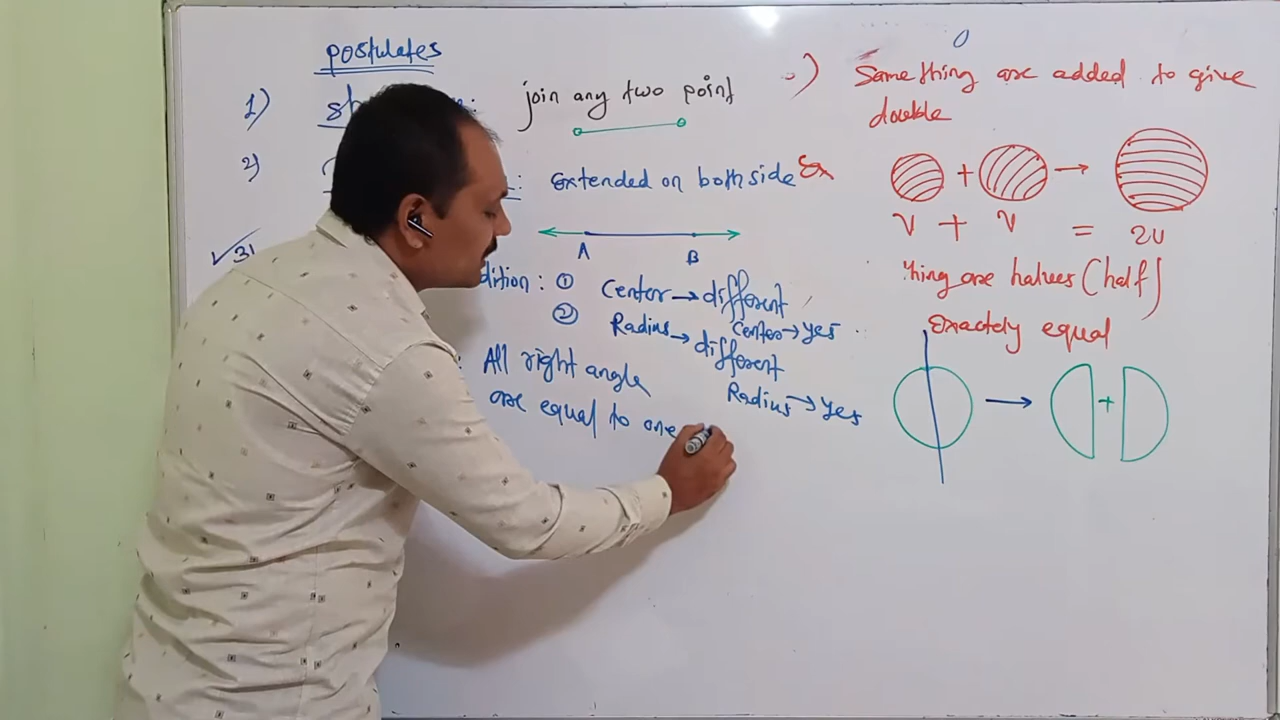 postulates
1)
join any two point
2)
: extended on both side
A B
3)
dition : ① Center → different
② Radius → different
Center → yes
Radius → yes
: All right angle
are equal to one
Same thing are added to give
double
Ex
+ →
V + V = 2V
thing are halves (half)
exactely equal
→ +